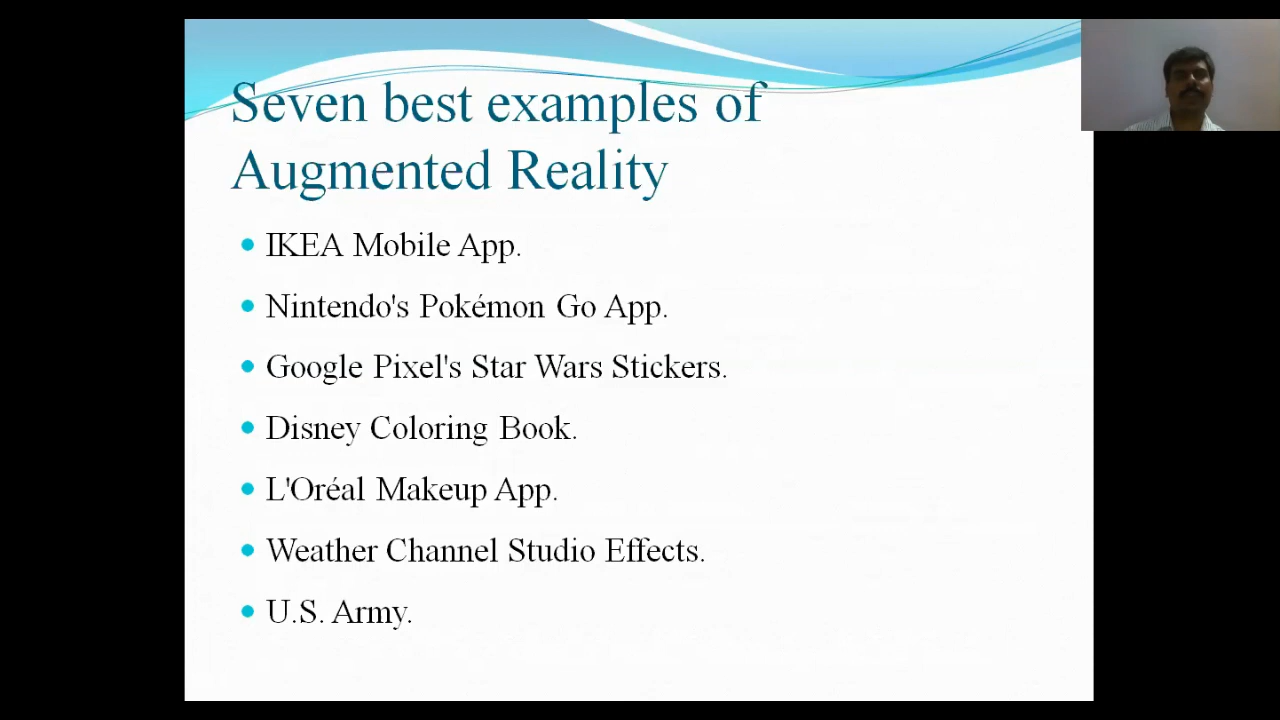 Seven best examples of
Augmented Reality
IKEA Mobile App.
Nintendo's Pokémon Go App.
Google Pixel's Star Wars Stickers.
Disney Coloring Book.
L'Oréal Makeup App.
Weather Channel Studio Effects.
U.S. Army.